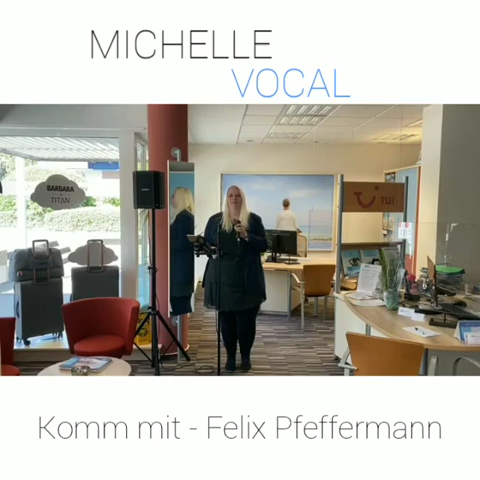 MICHELLE
VOCAL
BARBARA
TITAN
TUI
Komm mit - Felix Pfeffermann